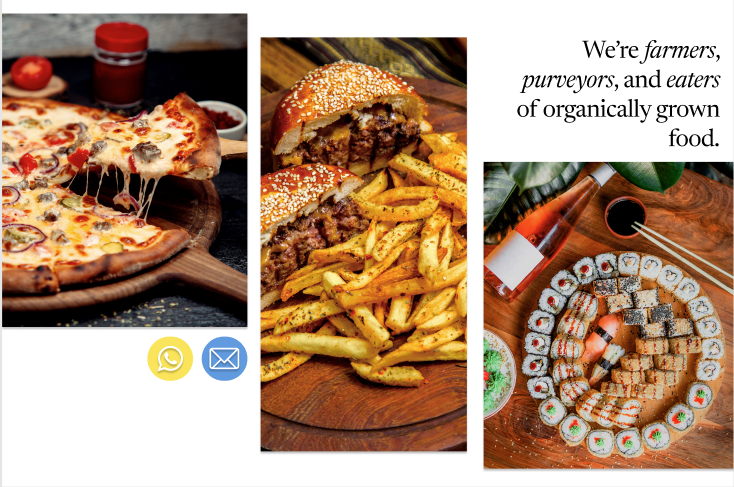 We’re farmers,
purveyors, and eaters
of organically grown
food.